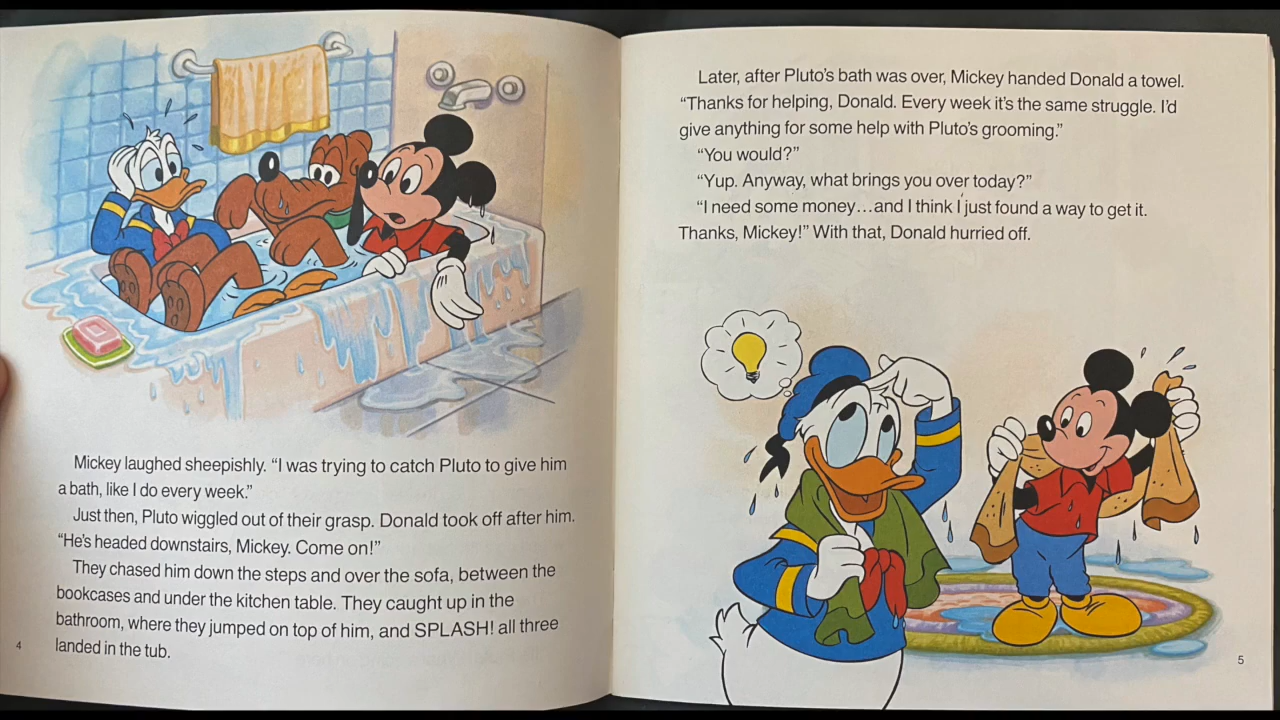 Mickey laughed sheepishly. “I was trying to catch Pluto to give him
a bath, like I do every week.”
Just then, Pluto wiggled out of their grasp. Donald took off after him.
“He’s headed downstairs, Mickey. Come on!”
They chased him down the steps and over the sofa, between the
bookcases and under the kitchen table. They caught up in the
bathroom, where they jumped on top of him, and SPLASH! all three
landed in the tub.
4
Later, after Pluto’s bath was over, Mickey handed Donald a towel.
“Thanks for helping, Donald. Every week it’s the same struggle. I’d
give anything for some help with Pluto’s grooming.”
“You would?”
“Yup. Anyway, what brings you over today?”
“I need some money…and I think I just found a way to get it.
Thanks, Mickey!” With that, Donald hurried off.
5